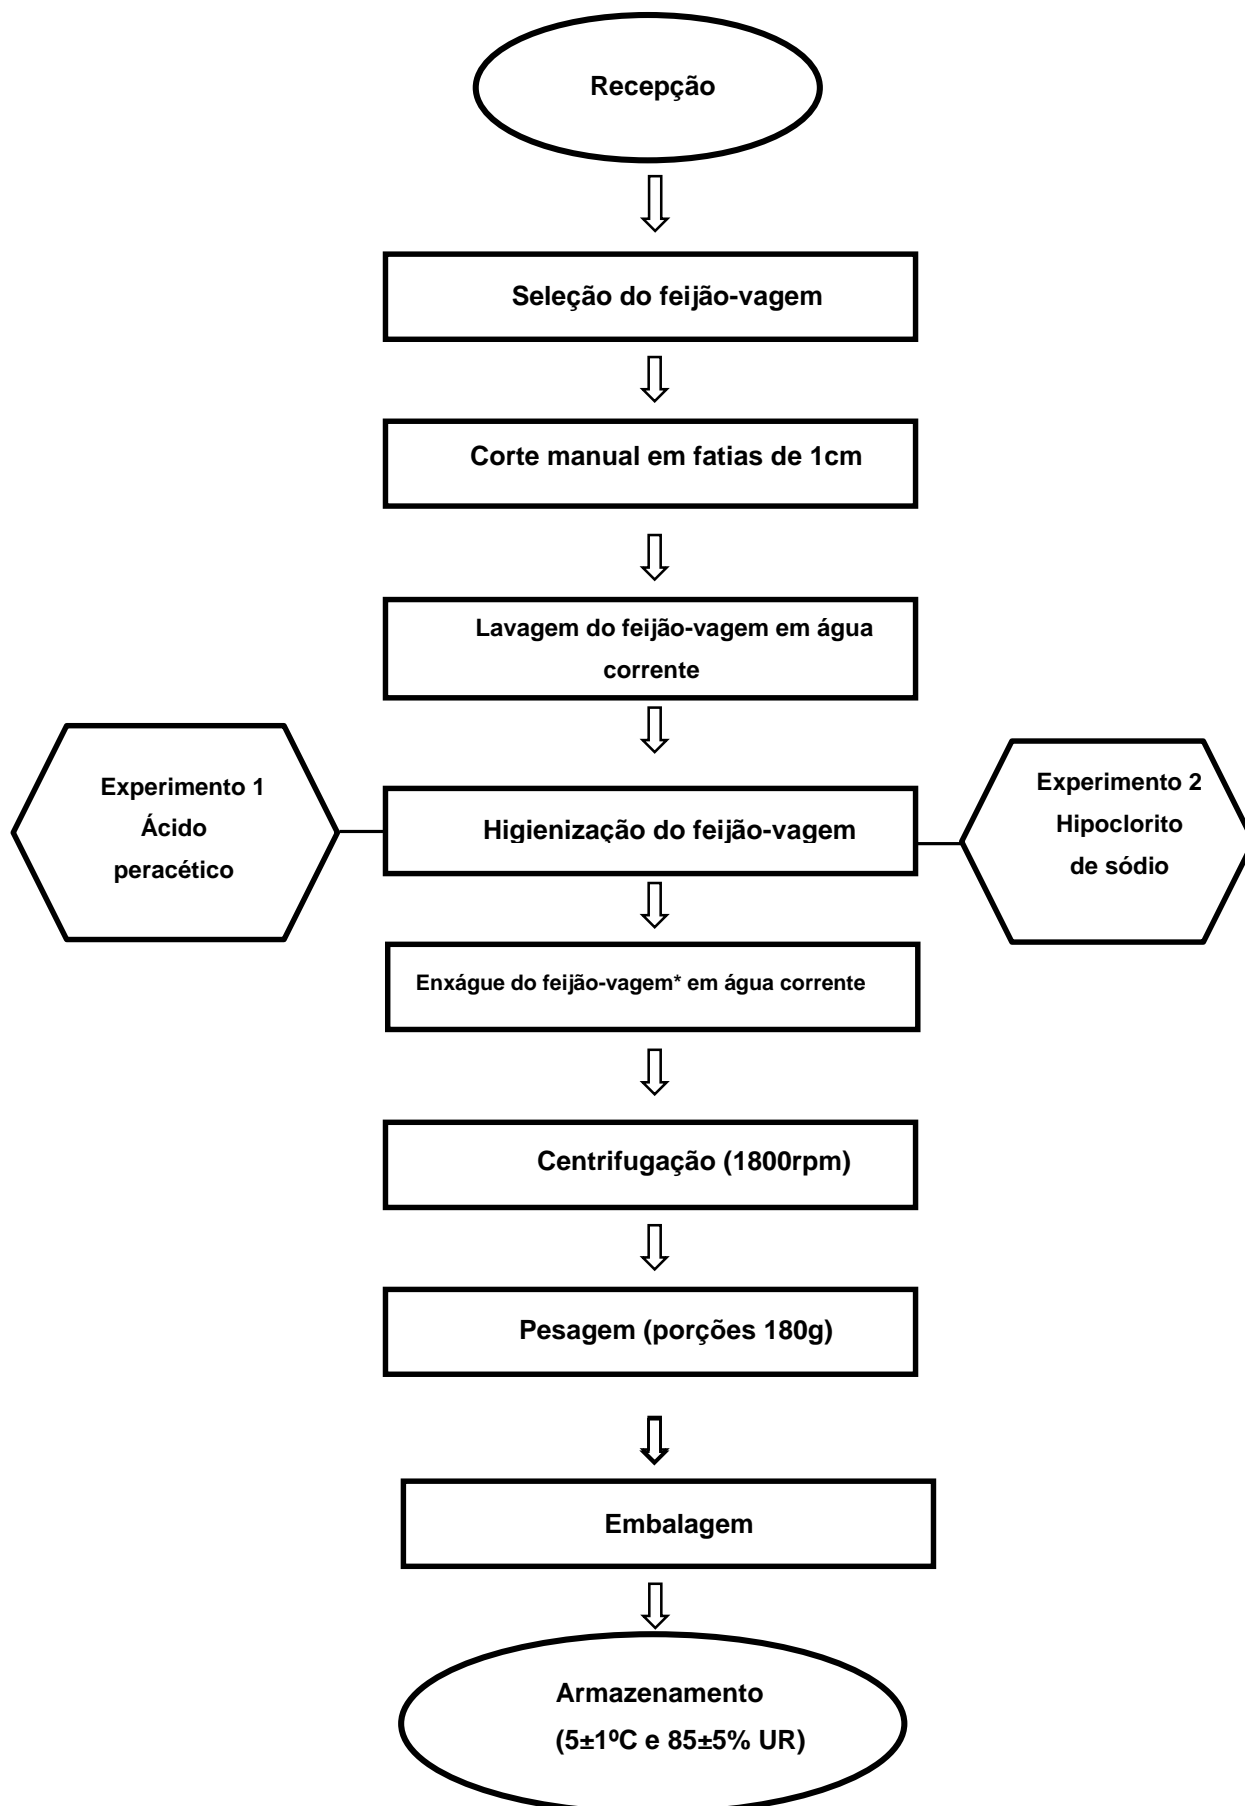 Recepção
Seleção do feijão-vagem
Corte manual em fatias de 1cm
Lavagem do feijão-vagem em água
corrente
Experimento 1
Ácido
peracético
Higienização do feijão-vagem
Experimento 2
Hipoclorito
de sódio
Enxágue do feijão-vagem* em água corrente
Centrifugação (1800rpm)
Pesagem (porções 180g)
Embalagem
Armazenamento
(5±1ºC e 85±5% UR)